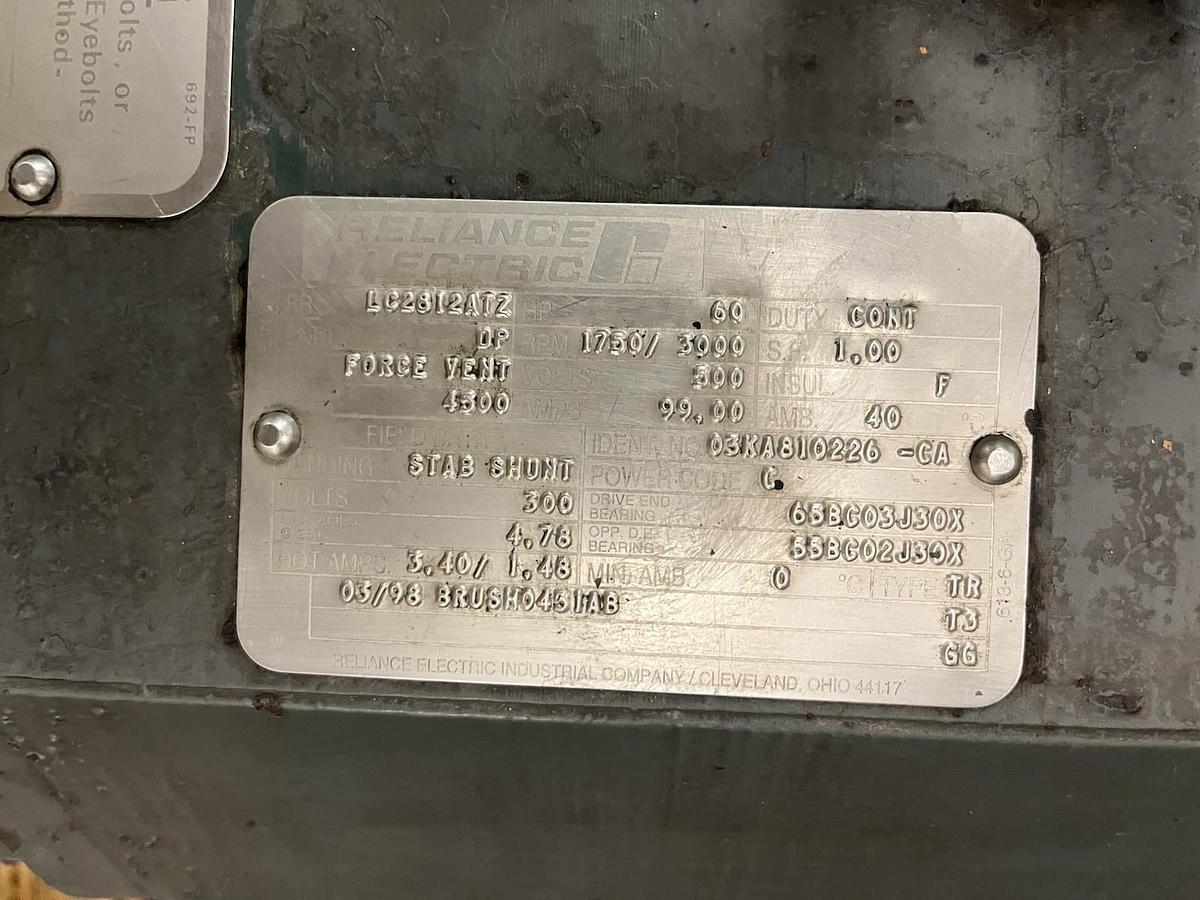 olts, or
Eyebolts
thod-
692-FP
RELIANCE
ELECTRIC
FR. LC2812ATZ HP 60 DUTY CONT
DP RPM 1750/ 3000 S.F. 1.00
FORCE VENT VOLTS 500 INSUL. F
4500 AMPS 99.00 AMB. 40 °C
FIELD DATA IDENT. NO. 03KA810226 -CA
STAB SHUNT POWER CODE C
VOLTS 300 DRIVE END BEARING 65BC03J30X
4.78 OPP. D.E. BEARING 55BC02J30X
HOT AMPS. 3.40/ 1.48 MIN. AMB. 0 °C TYPE TR
03/98 BRUSH0451AB T3
GG
613-6-GA
RELIANCE ELECTRIC INDUSTRIAL COMPANY / CLEVELAND, OHIO 44117